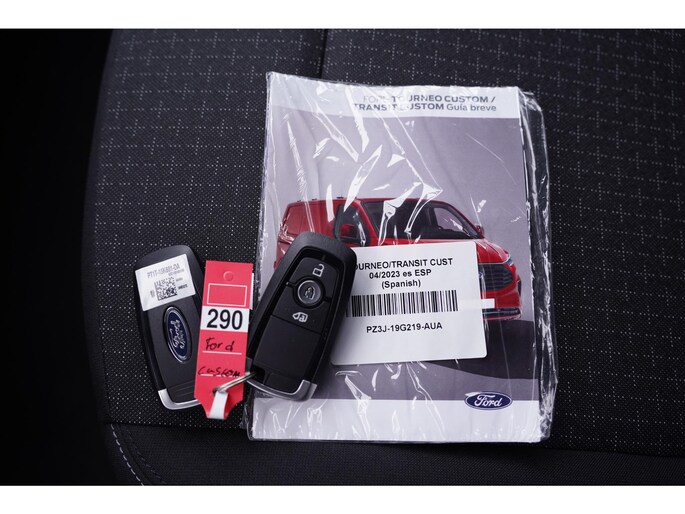 FORD TOURNEO CUSTOM /
TRANSIT CUSTOM Guía breve
TOURNEO/TRANSIT CUST
04/2023 es ESP
(Spanish)
PZ3J-19G219-AUA
Ford
290
Ford
custom
Ford